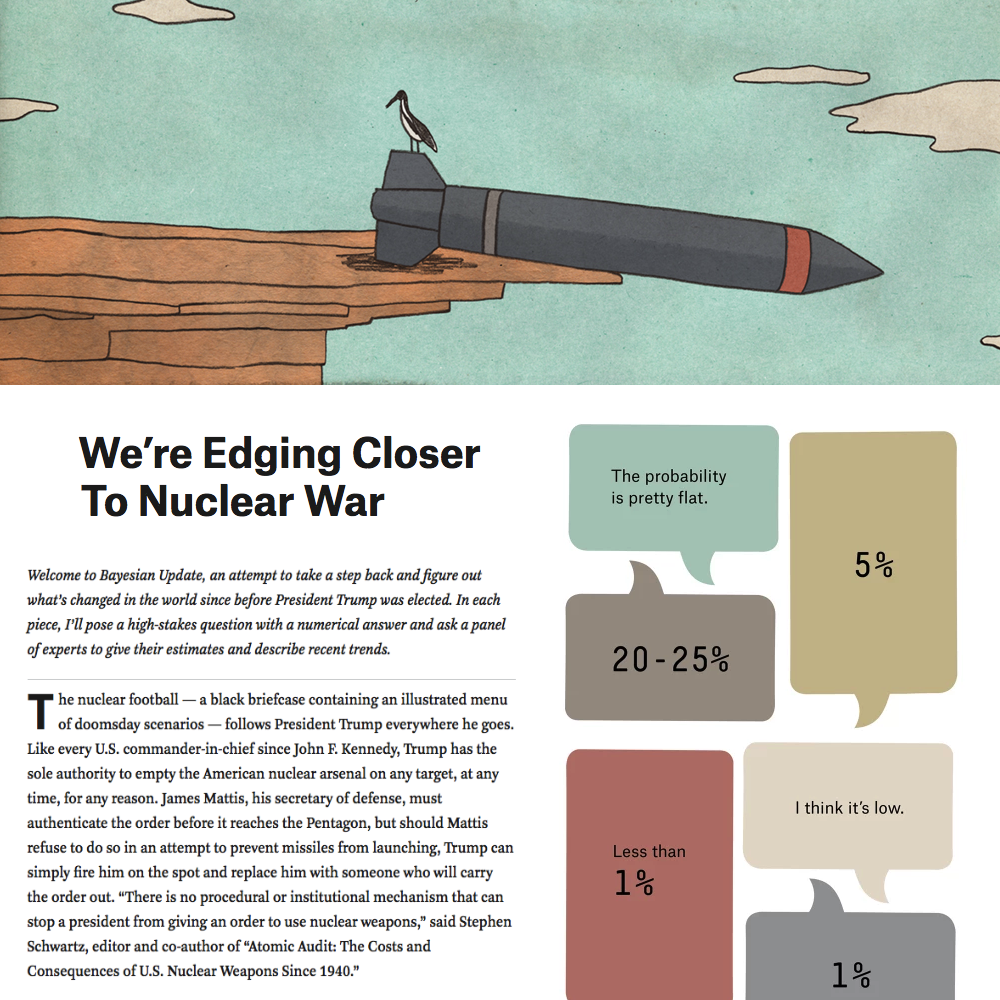 We’re Edging Closer
To Nuclear War
Welcome to Bayesian Update, an attempt to take a step back and figure out
what’s changed in the world since before President Trump was elected. In each
piece, I’ll pose a high-stakes question with a numerical answer and ask a panel
of experts to give their estimates and describe recent trends.
The nuclear football — a black briefcase containing an illustrated menu
of doomsday scenarios — follows President Trump everywhere he goes.
Like every U.S. commander-in-chief since John F. Kennedy, Trump has the
sole authority to empty the American nuclear arsenal on any target, at any
time, for any reason. James Mattis, his secretary of defense, must
authenticate the order before it reaches the Pentagon, but should Mattis
refuse to do so in an attempt to prevent missiles from launching, Trump can
simply fire him on the spot and replace him with someone who will carry
the order out. “There is no procedural or institutional mechanism that can
stop a president from giving an order to use nuclear weapons,” said Stephen
Schwartz, editor and co-author of “Atomic Audit: The Costs and
Consequences of U.S. Nuclear Weapons Since 1940.”
The probability
is pretty flat.
5%
20-25%
I think it’s low.
Less than
1%
1%